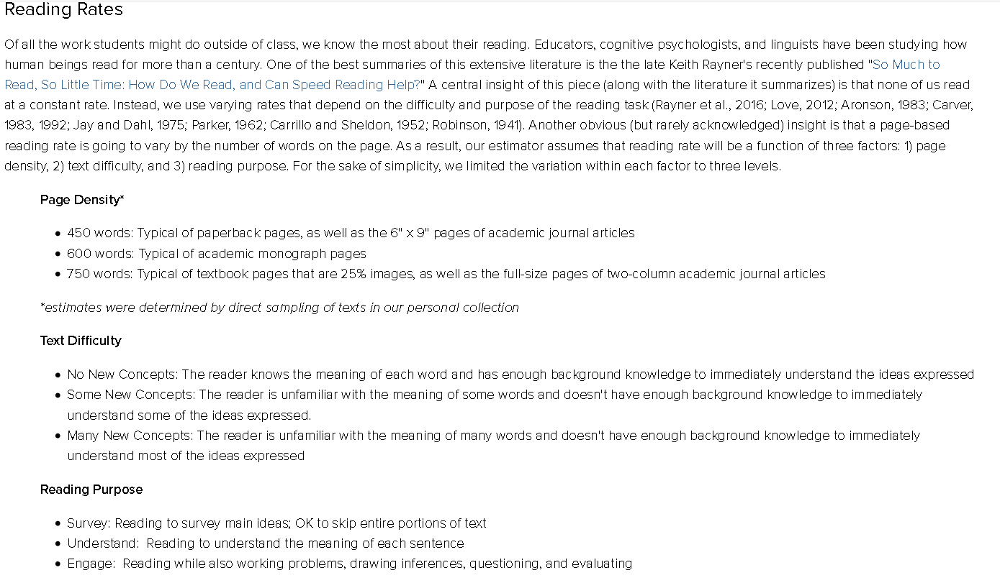 Reading Rates
Of all the work students might do outside of class, we know the most about their reading. Educators, cognitive psychologists, and linguists have been studying how
human beings read for more than a century. One of the best summaries of this extensive literature is the the late Keith Rayner's recently published "So Much to
Read, So Little Time: How Do We Read, and Can Speed Reading Help?" A central insight of this piece (along with the literature it summarizes) is that none of us read
at a constant rate. Instead, we use varying rates that depend on the difficulty and purpose of the reading task (Rayner et al., 2016; Love, 2012; Aronson, 1983; Carver,
1983, 1992; Jay and Dahl, 1975; Parker, 1962; Carrillo and Sheldon, 1952; Robinson, 1941). Another obvious (but rarely acknowledged) insight is that a page-based
reading rate is going to vary by the number of words on the page. As a result, our estimator assumes that reading rate will be a function of three factors: 1) page
density, 2) text difficulty, and 3) reading purpose. For the sake of simplicity, we limited the variation within each factor to three levels.
Page Density*
• 450 words: Typical of paperback pages, as well as the 6" x 9" pages of academic journal articles
• 600 words: Typical of academic monograph pages
• 750 words: Typical of textbook pages that are 25% images, as well as the full-size pages of two-column academic journal articles
*estimates were determined by direct sampling of texts in our personal collection
Text Difficulty
• No New Concepts: The reader knows the meaning of each word and has enough background knowledge to immediately understand the ideas expressed
• Some New Concepts: The reader is unfamiliar with the meaning of some words and doesn't have enough background knowledge to immediately
understand some of the ideas expressed.
• Many New Concepts: The reader is unfamiliar with the meaning of many words and doesn't have enough background knowledge to immediately
understand most of the ideas expressed
Reading Purpose
• Survey: Reading to survey main ideas; OK to skip entire portions of text
• Understand: Reading to understand the meaning of each sentence
• Engage: Reading while also working problems, drawing inferences, questioning, and evaluating